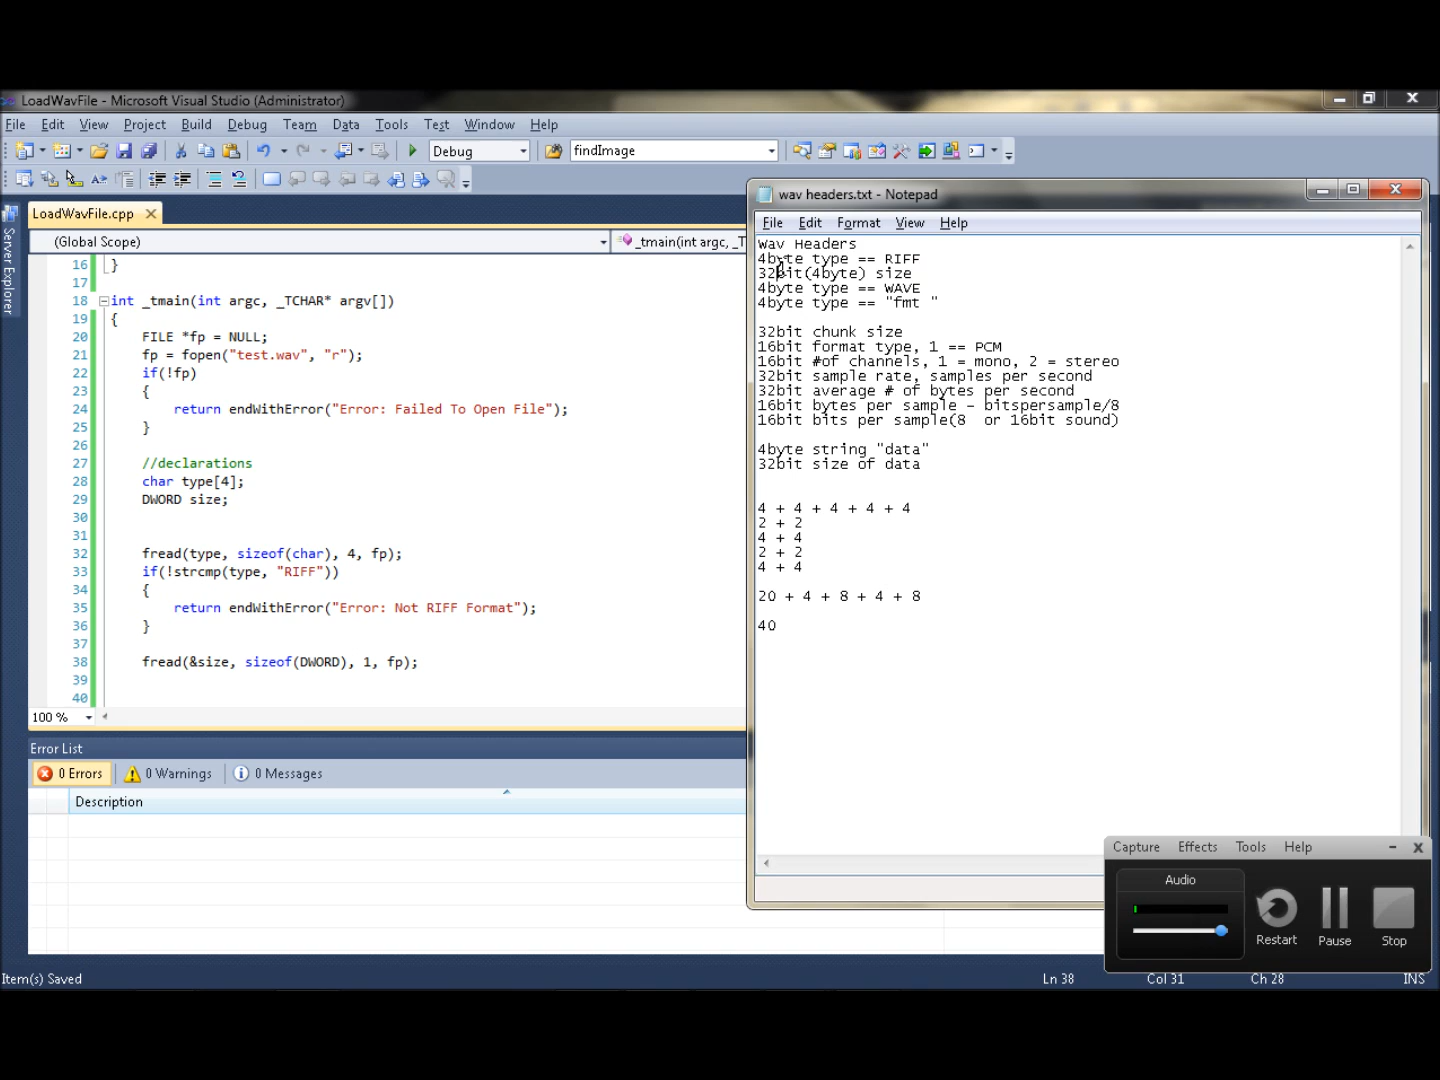 LoadWavFile - Microsoft Visual Studio (Administrator)
File Edit View Project Build Debug Team Data Tools Test Window Help
Debug findImage
Server Explorer
LoadWavFile.cpp
(Global Scope) _tmain(int argc, _T
16 }
17
18 int _tmain(int argc, _TCHAR* argv[])
19 {
20 FILE *fp = NULL;
21 fp = fopen("test.wav", "r");
22 if(!fp)
23 {
24 return endWithError("Error: Failed To Open File");
25 }
26
27 //declarations
28 char type[4];
29 DWORD size;
30
31
32 fread(type, sizeof(char), 4, fp);
33 if(!strcmp(type, "RIFF"))
34 {
35 return endWithError("Error: Not RIFF Format");
36 }
37
38 fread(&size, sizeof(DWORD), 1, fp);
39
40
100 %
Error List
0 Errors 0 Warnings 0 Messages
Description
Item(s) Saved Ln 38 Col 31 Ch 28 INS
wav headers.txt - Notepad
File Edit Format View Help
Wav Headers
4byte type == RIFF
32bit(4byte) size
4byte type == WAVE
4byte type == "fmt "
32bit chunk size
16bit format type, 1 == PCM
16bit #of channels, 1 = mono, 2 = stereo
32bit sample rate, samples per second
32bit average # of bytes per second
16bit bytes per sample - bitspersample/8
16bit bits per sample(8  or 16bit sound)
4byte string "data"
32bit size of data
4 + 4 + 4 + 4 + 4
2 + 2
4 + 4
2 + 2
4 + 4
20 + 4 + 8 + 4 + 8
40
Capture Effects Tools Help
Audio
Restart Pause Stop